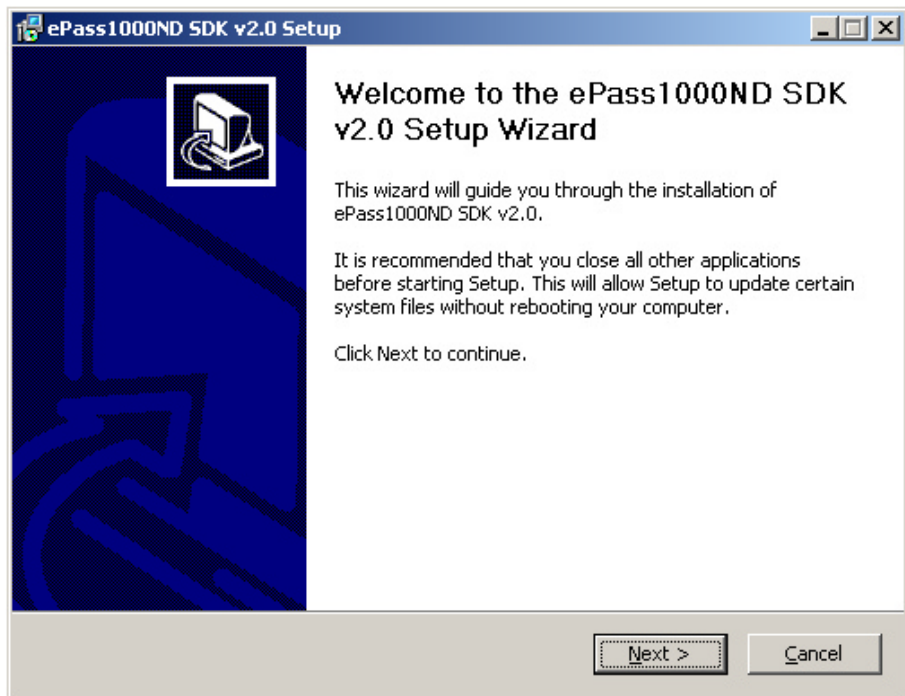 ePass1000ND SDK v2.0 Setup
Welcome to the ePass1000ND SDK
v2.0 Setup Wizard
This wizard will guide you through the installation of
ePass1000ND SDK v2.0.
It is recommended that you close all other applications
before starting Setup. This will allow Setup to update certain
system files without rebooting your computer.
Click Next to continue.
Next >
Cancel